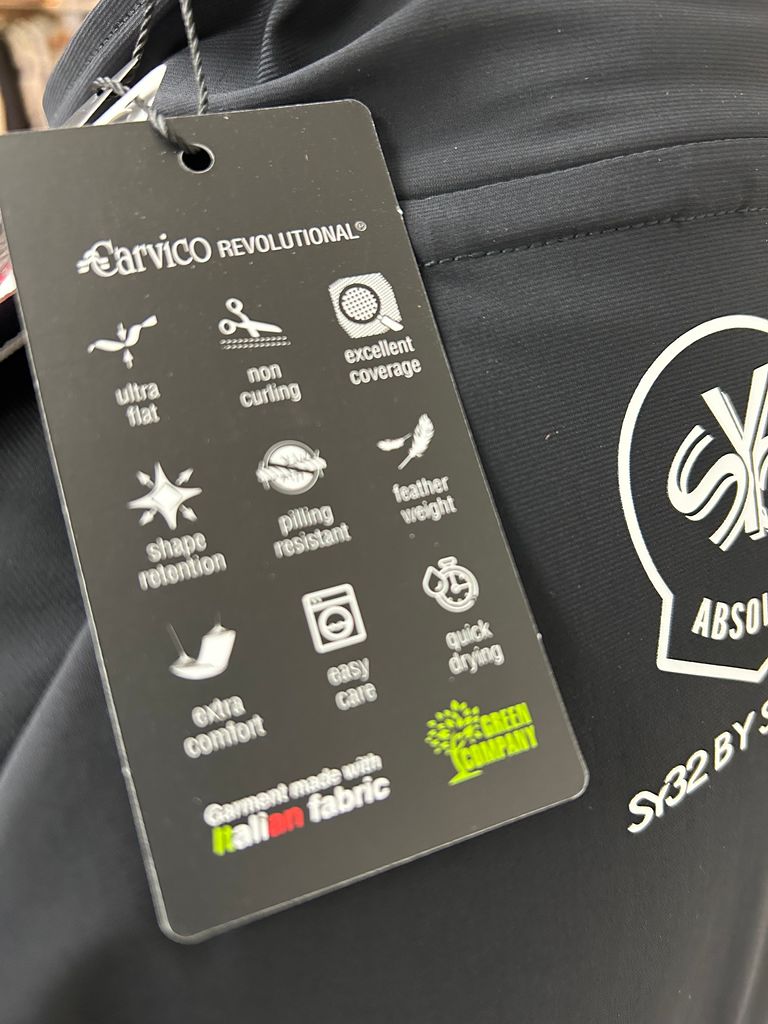 Carvico REVOLUTIONAL®
ultra
flat
non
curling
excellent
coverage
shape
retention
pilling
resistant
feather
weight
extra
comfort
easy
care
quick
drying
Garment made with
italian fabric
GREEN
COMPANY
SY32 BY